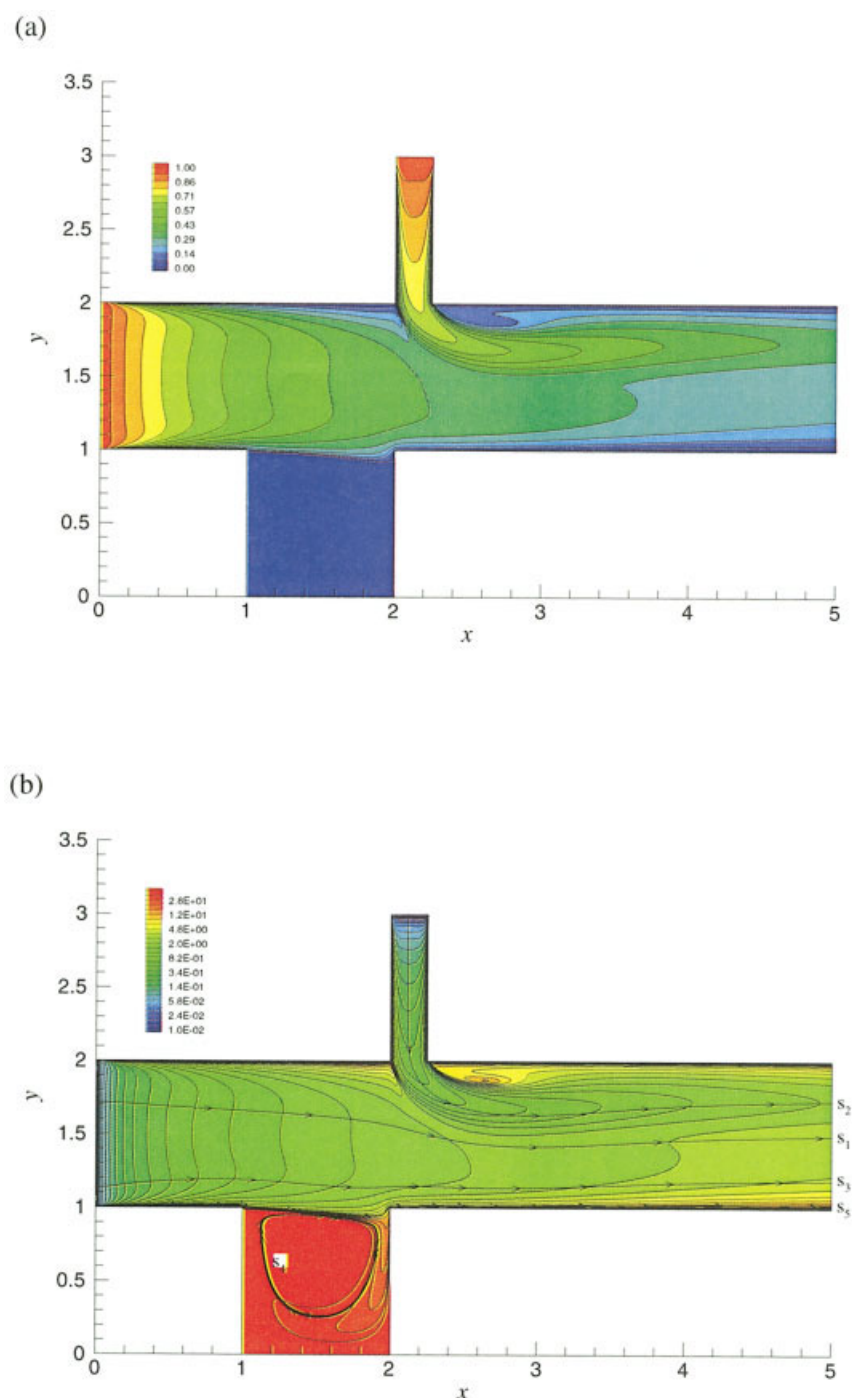 (a)
3.5
3
2.5
2
1.5
1
0.5
0
y
1.00
0.86
0.71
0.57
0.43
0.29
0.14
0.00
0 1 2 3 4 5
x
(b)
3.5
3
2.5
2
1.5
1
0.5
0
y
2.8E+01
1.2E+01
4.8E+00
2.0E+00
8.2E-01
3.4E-01
1.4E-01
5.8E-02
2.4E-02
1.0E-02
s₂
s₁
s₃
s₅
s₄
0 1 2 3 4 5
x